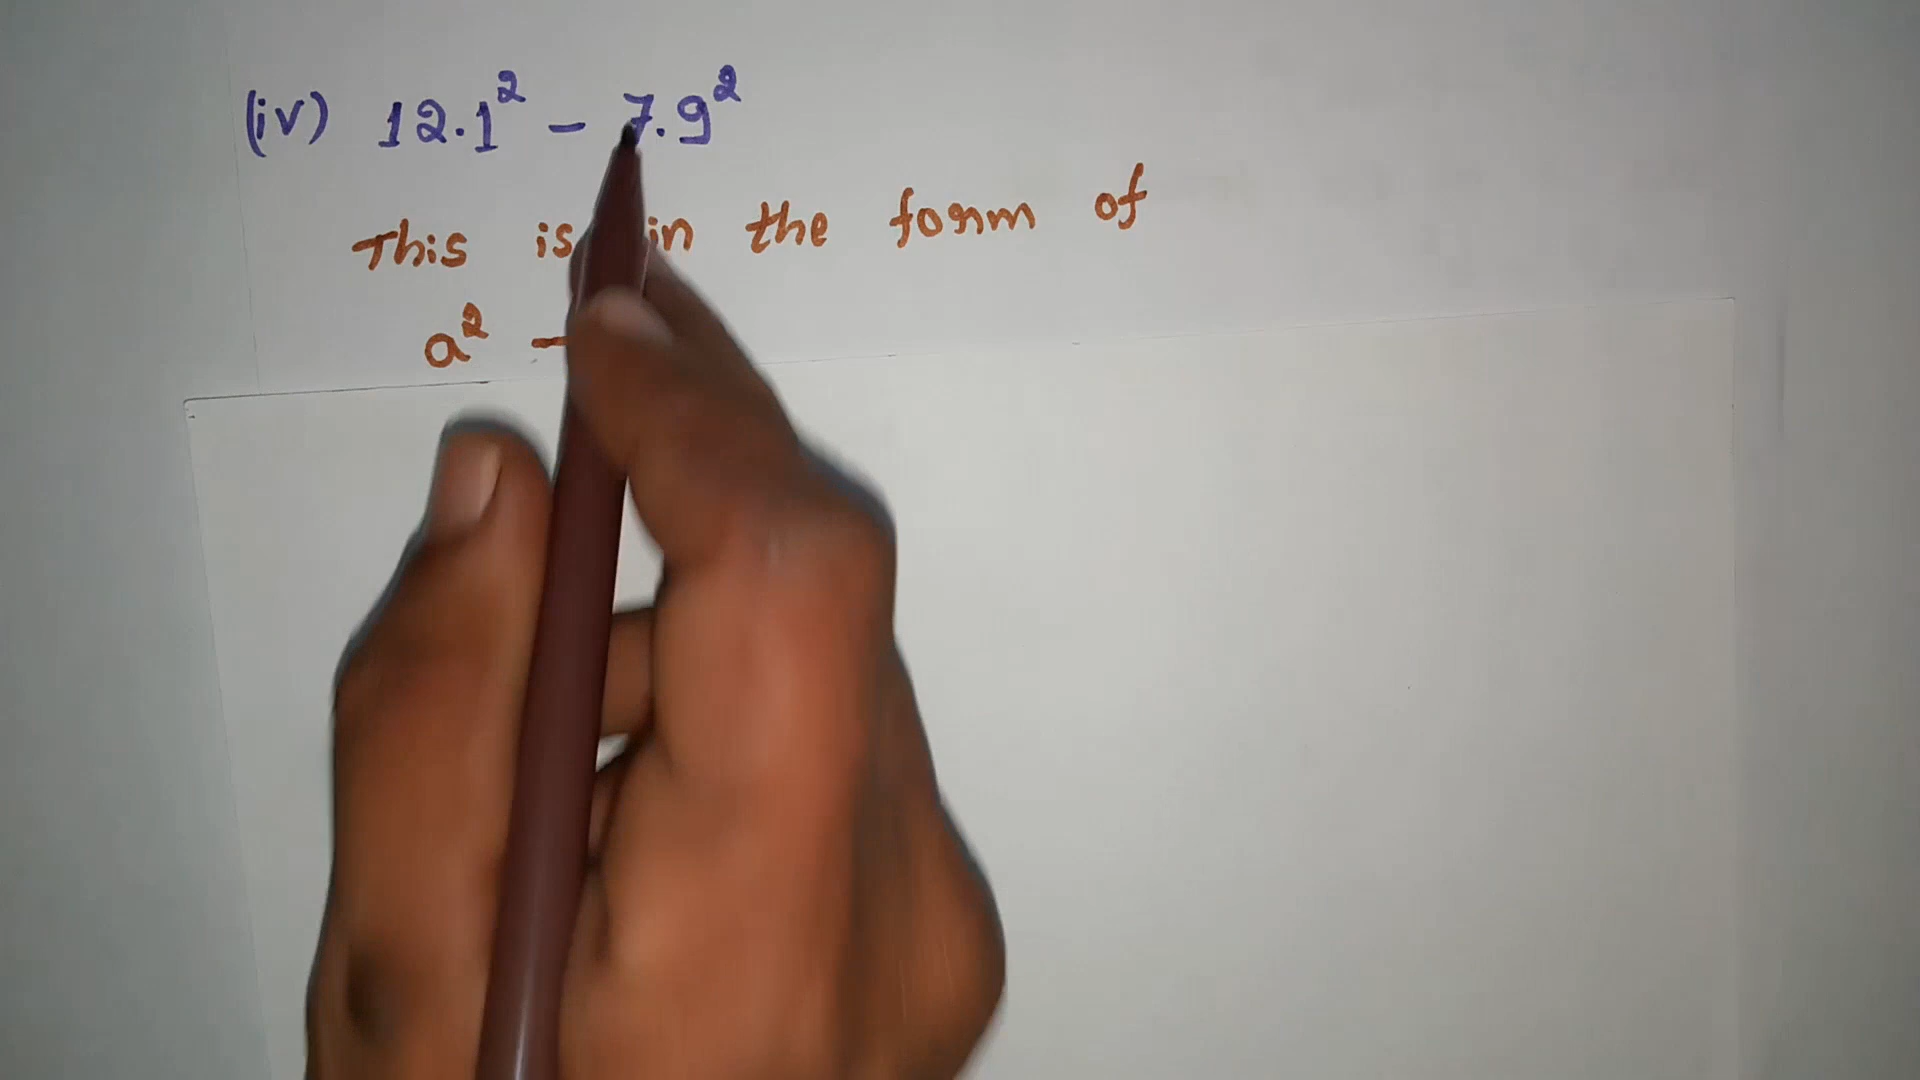 (iv) 12.1² - 7.9²
This is in the form of
a² -